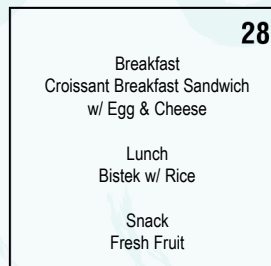 28
Breakfast
Croissant Breakfast Sandwich
w/ Egg & Cheese
Lunch
Bistek w/ Rice
Snack
Fresh Fruit